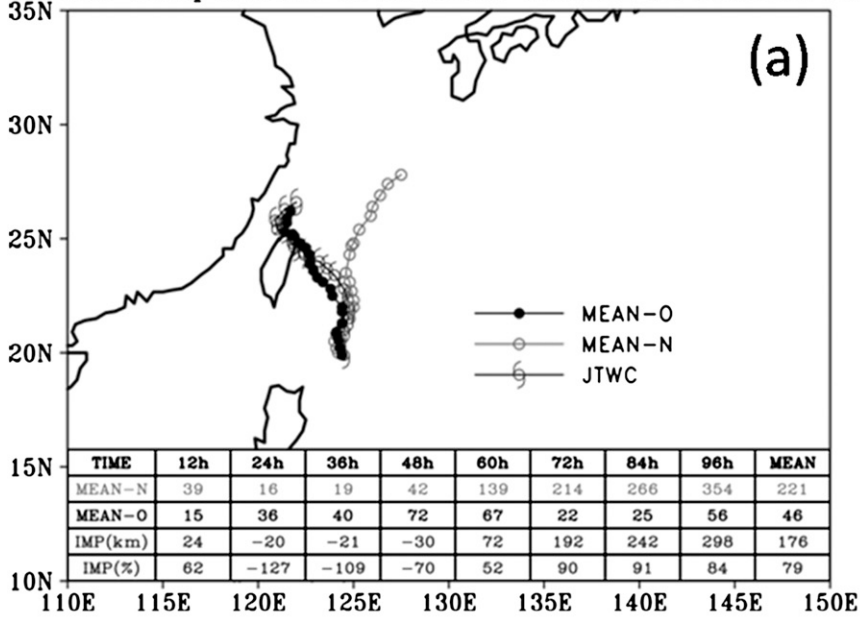 35N
(a)
30N
25N
MEAN-O
MEAN-N
20N
JTWC
15N
TIME 12h 24h 36h 48h 60h 72h 84h 96h MEAN
MEAN-N 39 16 19 42 139 214 266 354 221
MEAN-O 15 36 40 72 67 22 25 56 46
IMP(km) 24 -20 -21 -30 72 192 242 298 176
IMP(%) 62 -127 -109 -70 52 90 91 84 79
10N
110E 115E 120E 125E 130E 135E 140E 145E 150E